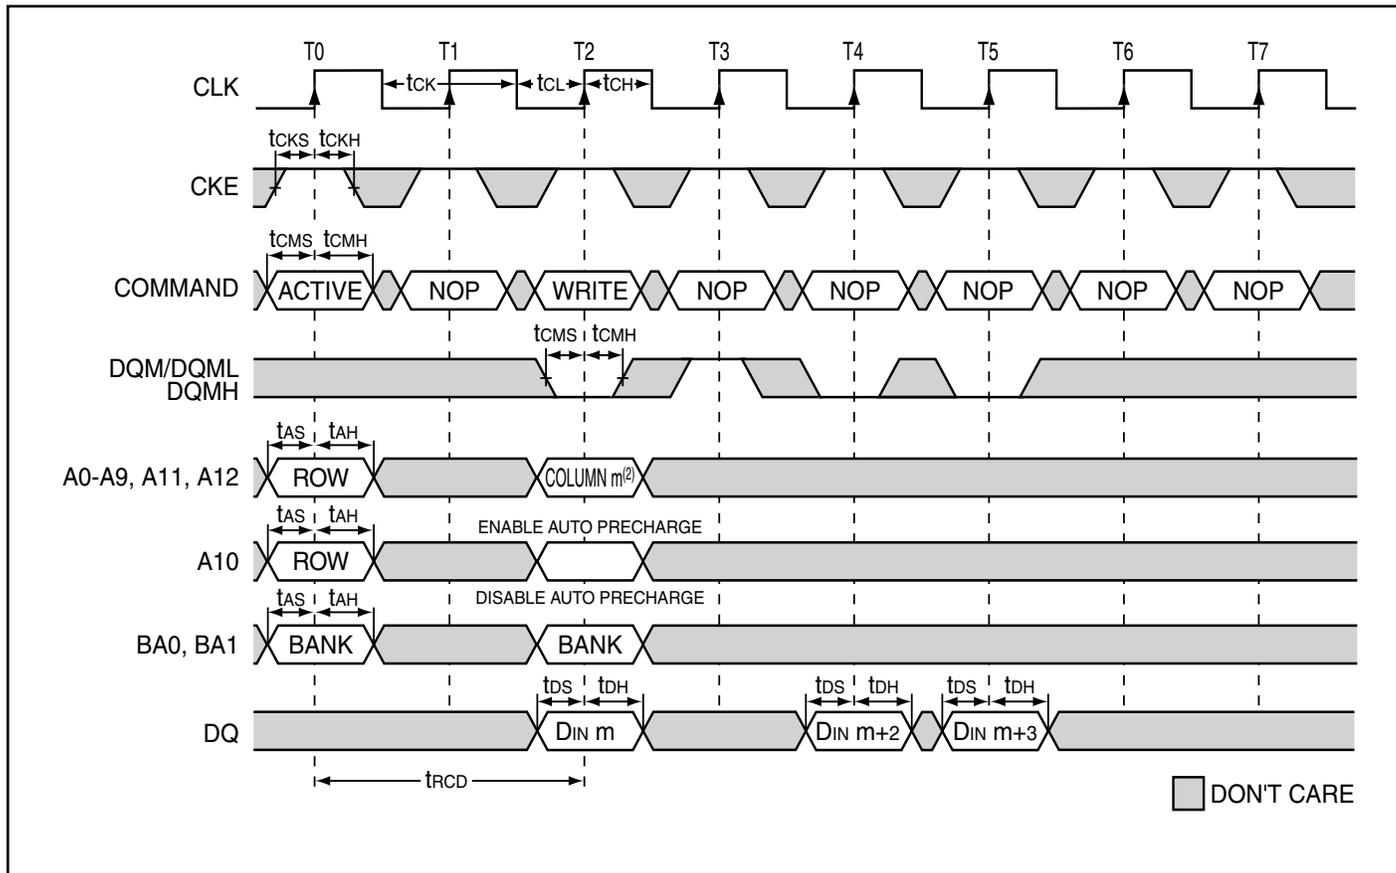 T0 T1 T2 T3 T4 T5 T6 T7
CLK tCK tCL tCH
tCKS tCKH
CKE
tCMS tCMH
COMMAND ACTIVE NOP WRITE NOP NOP NOP NOP NOP
tCMS tCMH
DQM/DQML
DQMH
tAS tAH
A0-A9, A11, A12 ROW COLUMN m(2)
tAS tAH ENABLE AUTO PRECHARGE
A10 ROW
tAS tAH DISABLE AUTO PRECHARGE
BA0, BA1 BANK BANK
tDS tDH tDS tDH tDS tDH
DQ DIN m DIN m+2 DIN m+3
tRCD
DON'T CARE